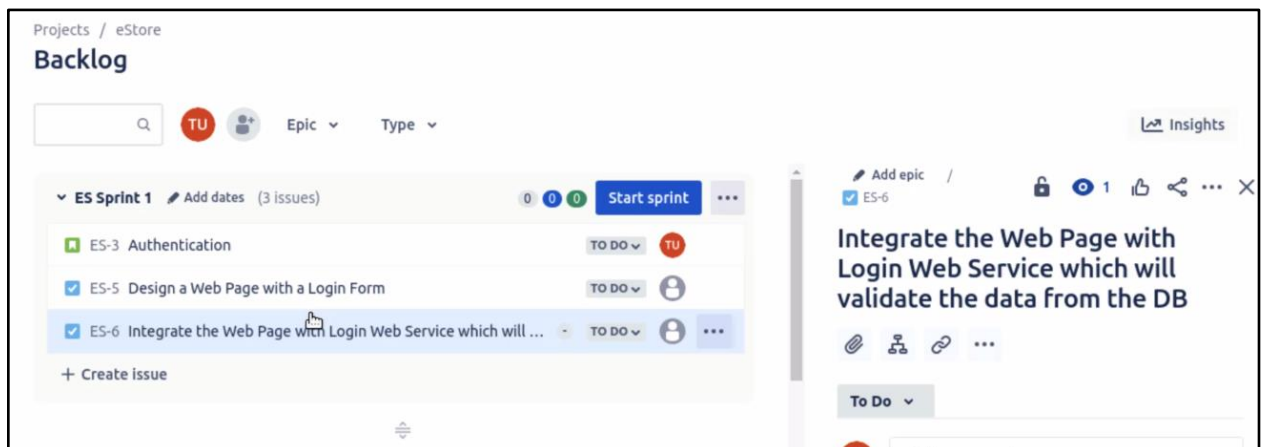 Projects / eStore
Backlog
TU Epic Type Insights
ES Sprint 1 Add dates (3 issues) 0 0 0 Start sprint ...
ES-3 Authentication TO DO TU
ES-5 Design a Web Page with a Login Form TO DO
ES-6 Integrate the Web Page with Login Web Service which will ... - TO DO ...
+ Create issue
Add epic /
ES-6 1 ...
Integrate the Web Page with
Login Web Service which will
validate the data from the DB
...
To Do